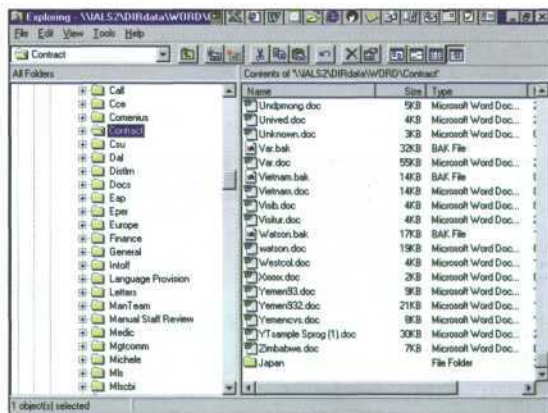 Exploring - \\IALS2\DIRdata\WORD\C
File Edit View Tools Help
Contract
All Folders
Contents of "\\IALS2\DIRdata\WORD\Contract"
Call
Cce
Comenius
Contract
Csu
Dal
Distlrn
Docs
Eap
Eper
Europe
Finance
General
Intoff
Language Provision
Letters
ManTeam
Manual Staff Review
Medic
Mgtcomm
Michele
Mls
Mlscbi
Name Size Type
Undpmong.doc 5KB Microsoft Word Doc...
Unived.doc 4KB Microsoft Word Doc...
Unknown.doc 3KB Microsoft Word Doc...
Var.bak 32KB BAK File
Var.doc 55KB Microsoft Word Doc...
Vietnam.bak 14KB BAK File
Vietnam.doc 14KB Microsoft Word Doc...
Visib.doc 4KB Microsoft Word Doc...
Visitur.doc 4KB Microsoft Word Doc...
Watson.bak 17KB BAK File
watson.doc 19KB Microsoft Word Doc...
Westcol.doc 4KB Microsoft Word Doc...
Xxxxx.doc 2KB Microsoft Word Doc...
Yemen93.doc 9KB Microsoft Word Doc...
Yemen932.doc 21KB Microsoft Word Doc...
Yemencvs.doc 8KB Microsoft Word Doc...
YTsample Sprog (1).doc 30KB Microsoft Word Doc...
Zimbabwe.doc 7KB Microsoft Word Doc...
Japan File Folder
1 object(s) selected